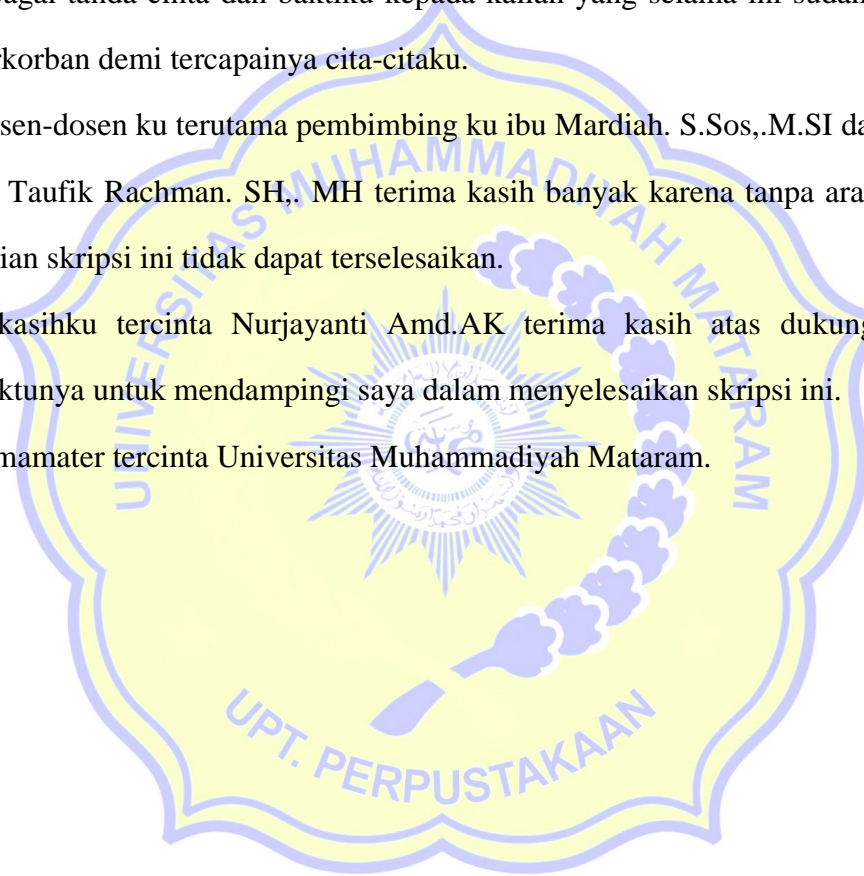 bagai tanda cinta dan baktiku kepada kalian yang selama ini sudah
rkorban demi tercapainya cita-citaku.
sen-dosen ku terutama pembimbing ku ibu Mardiah. S.Sos,.M.SI da
Taufik Rachman. SH,. MH terima kasih banyak karena tanpa ara
ian skripsi ini tidak dapat terselesaikan.
kasihku tercinta Nurjayanti Amd.AK terima kasih atas dukung
ktunya untuk mendampingi saya dalam menyelesaikan skripsi ini.
mamater tercinta Universitas Muhammadiyah Mataram.
UNIVERSITAS MUHAMMADIYAH MATARAM
UPT. PERPUSTAKAAN